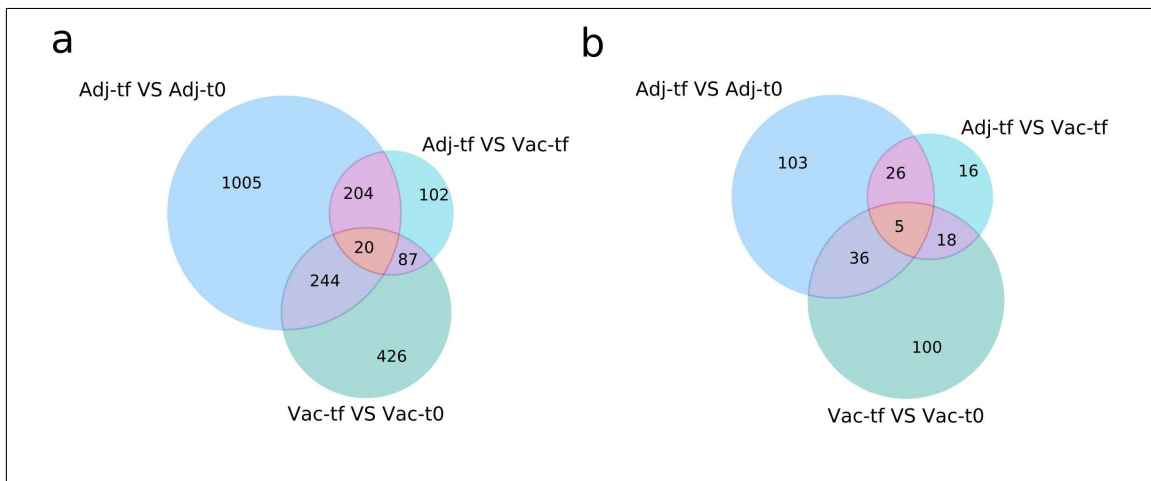 a
Adj-tf VS Adj-t0
Adj-tf VS Vac-tf
1005
204
102
20
87
244
426
Vac-tf VS Vac-t0
b
Adj-tf VS Adj-t0
Adj-tf VS Vac-tf
103
26
16
5
18
36
100
Vac-tf VS Vac-t0